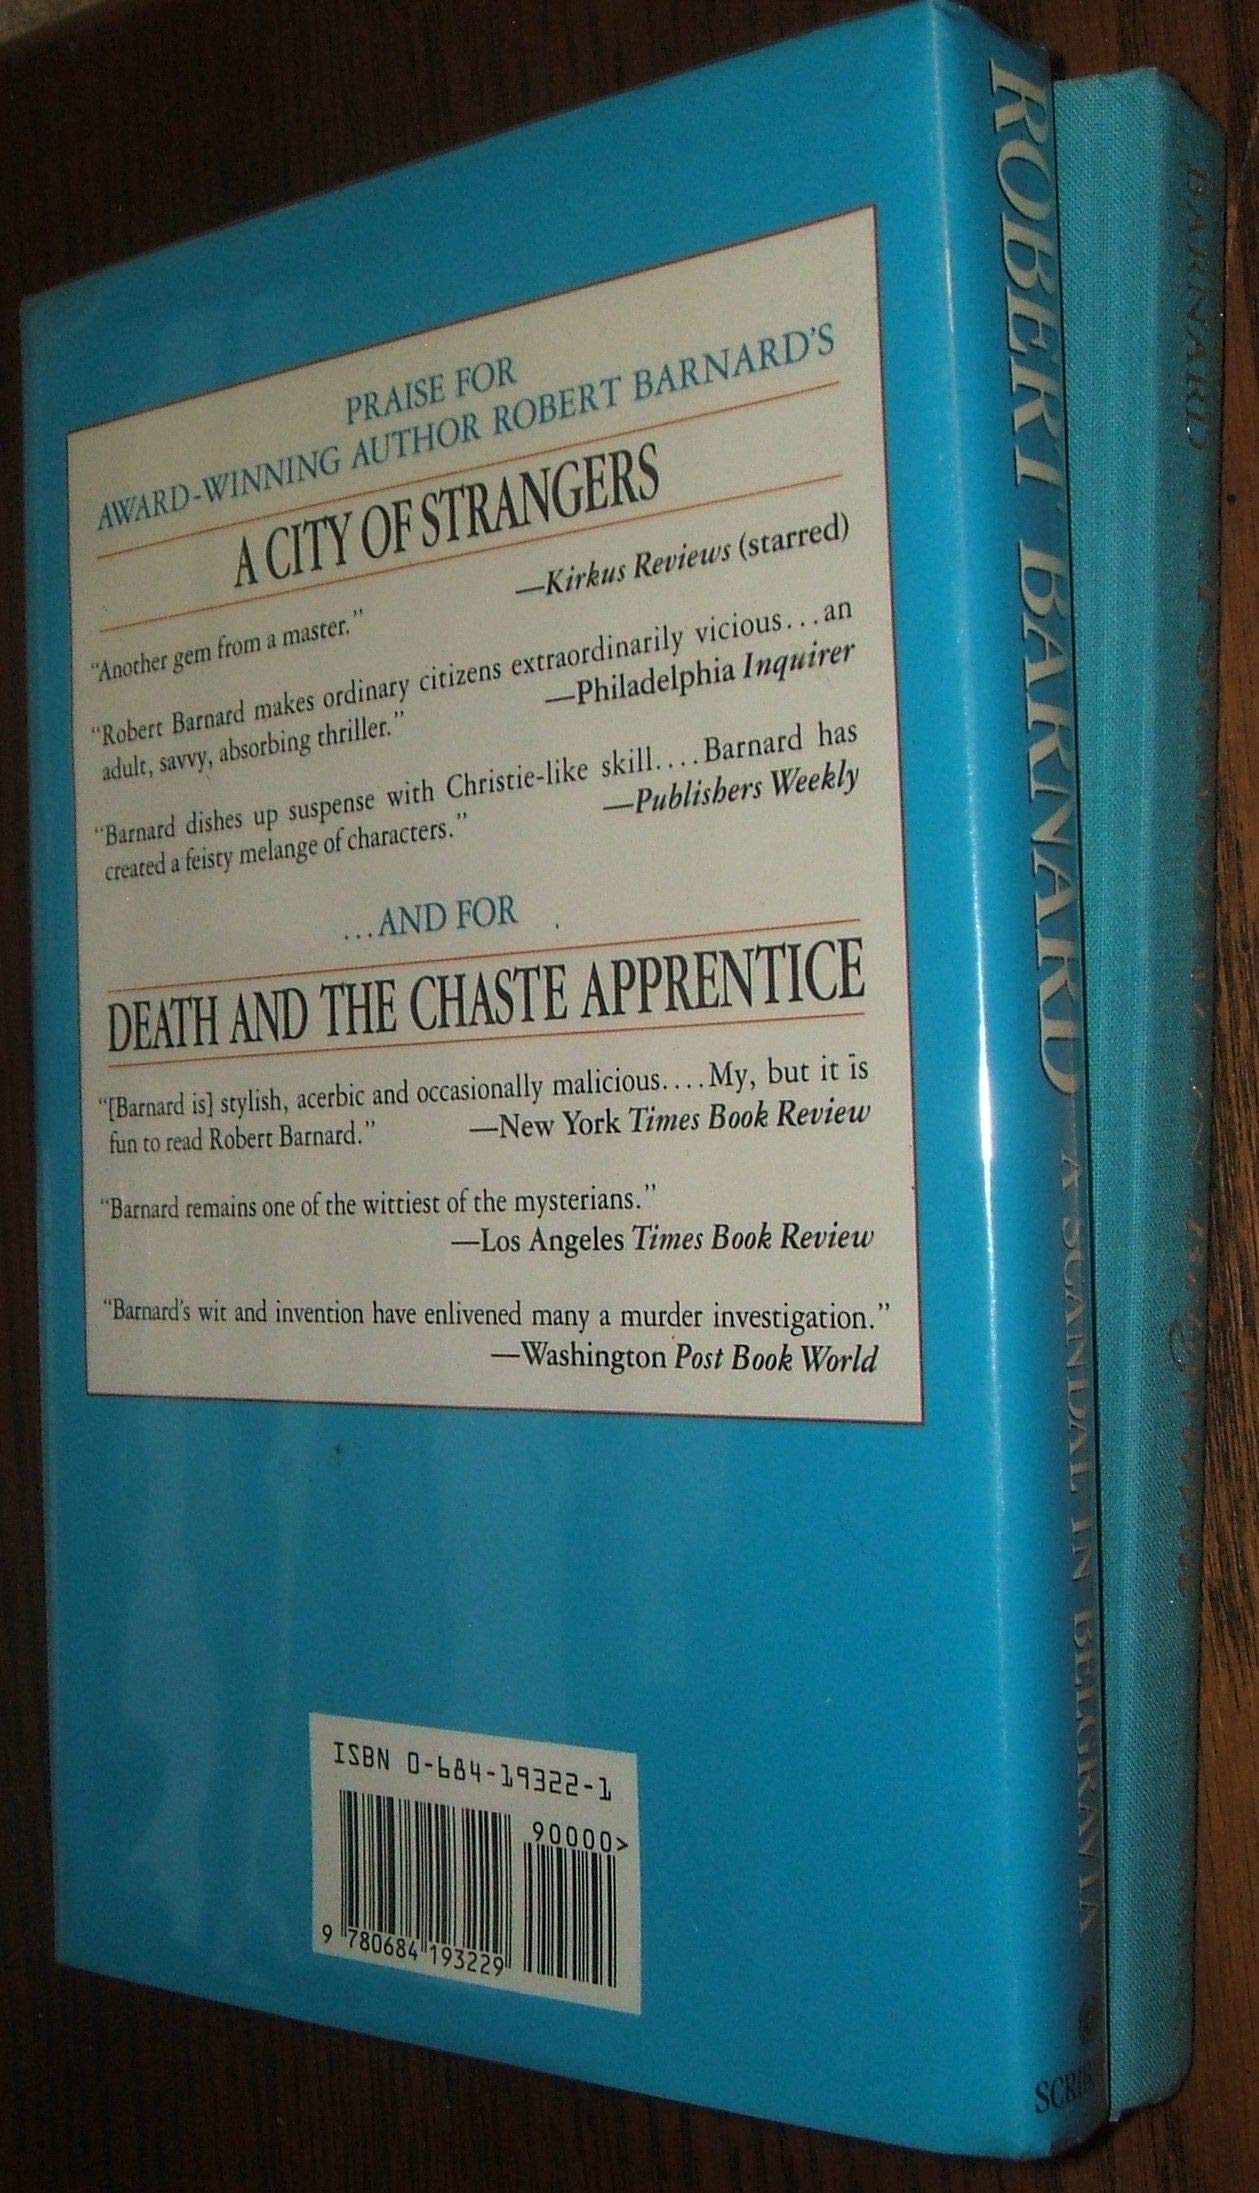 PRAISE FOR
AWARD-WINNING AUTHOR ROBERT BARNARD'S
A CITY OF STRANGERS
"Another gem from a master."
—Kirkus Reviews (starred)
"Robert Barnard makes ordinary citizens extraordinarily vicious...an
adult, savvy, absorbing thriller."
—Philadelphia Inquirer
"Barnard dishes up suspense with Christie-like skill....Barnard has
created a feisty melange of characters."
—Publishers Weekly
...AND FOR
DEATH AND THE CHASTE APPRENTICE
"[Barnard is] stylish, acerbic and occasionally malicious....My, but it is
fun to read Robert Barnard."
—New York Times Book Review
"Barnard remains one of the wittiest of the mysterians."
—Los Angeles Times Book Review
"Barnard's wit and invention have enlivened many a murder investigation."
—Washington Post Book World
ISBN 0-684-19322-1
90000>
9 780684 193229
ROBERT BARNARD A SCANDAL IN BELGRAVIA
BARNARD